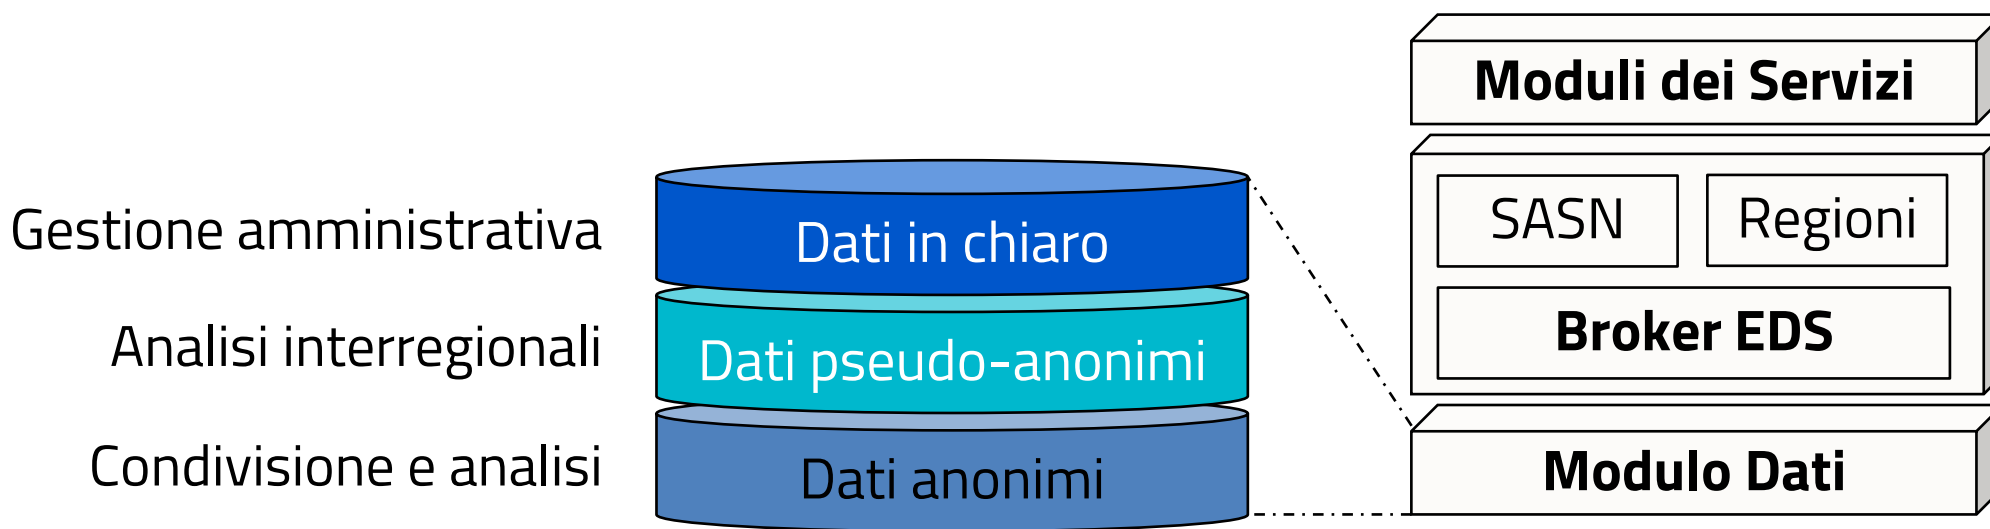 Moduli dei Servizi
Gestione amministrativa
Dati in chiaro
SASN
Regioni
Analisi interregionali
Dati pseudo-anonimi
Broker EDS
Condivisione e analisi
Dati anonimi
Modulo Dati